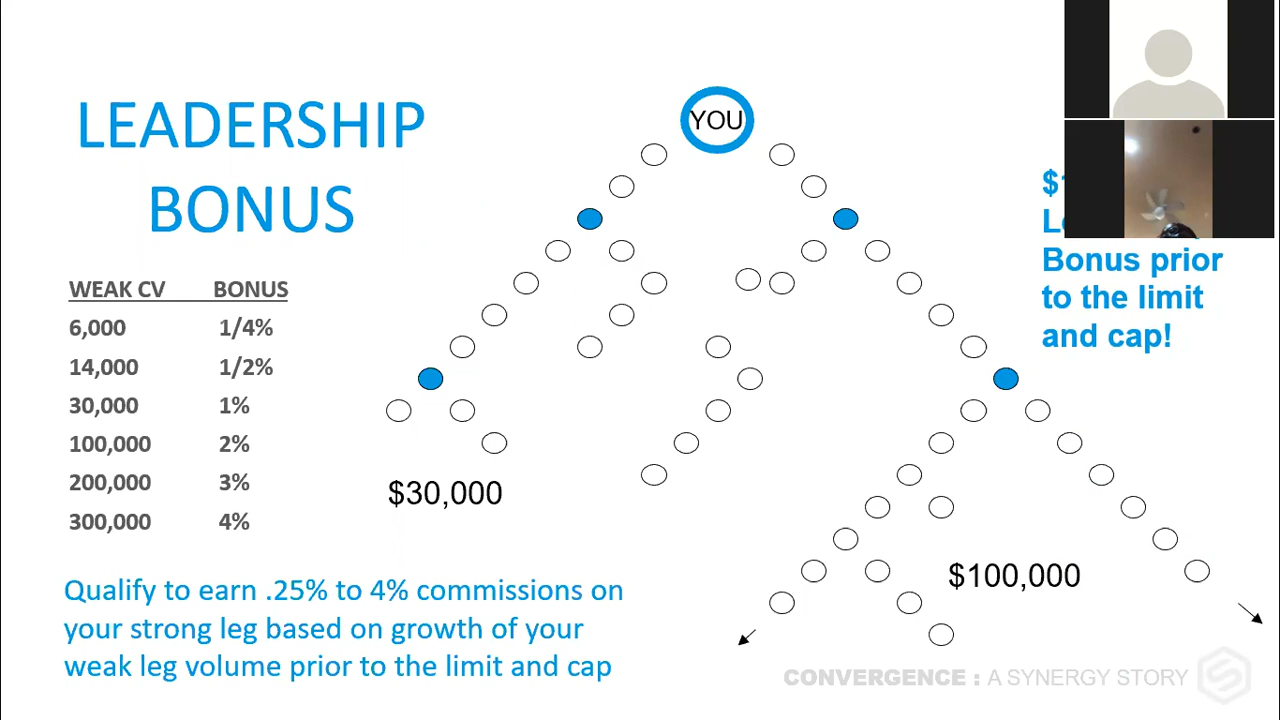 LEADERSHIP
BONUS
WEAK CV BONUS
6,000 1/4%
14,000 1/2%
30,000 1%
100,000 2%
200,000 3%
300,000 4%
Qualify to earn .25% to 4% commissions on
your strong leg based on growth of your
weak leg volume prior to the limit and cap
YOU
$30,000
$100,000
Bonus prior
to the limit
and cap!
CONVERGENCE : A SYNERGY STORY